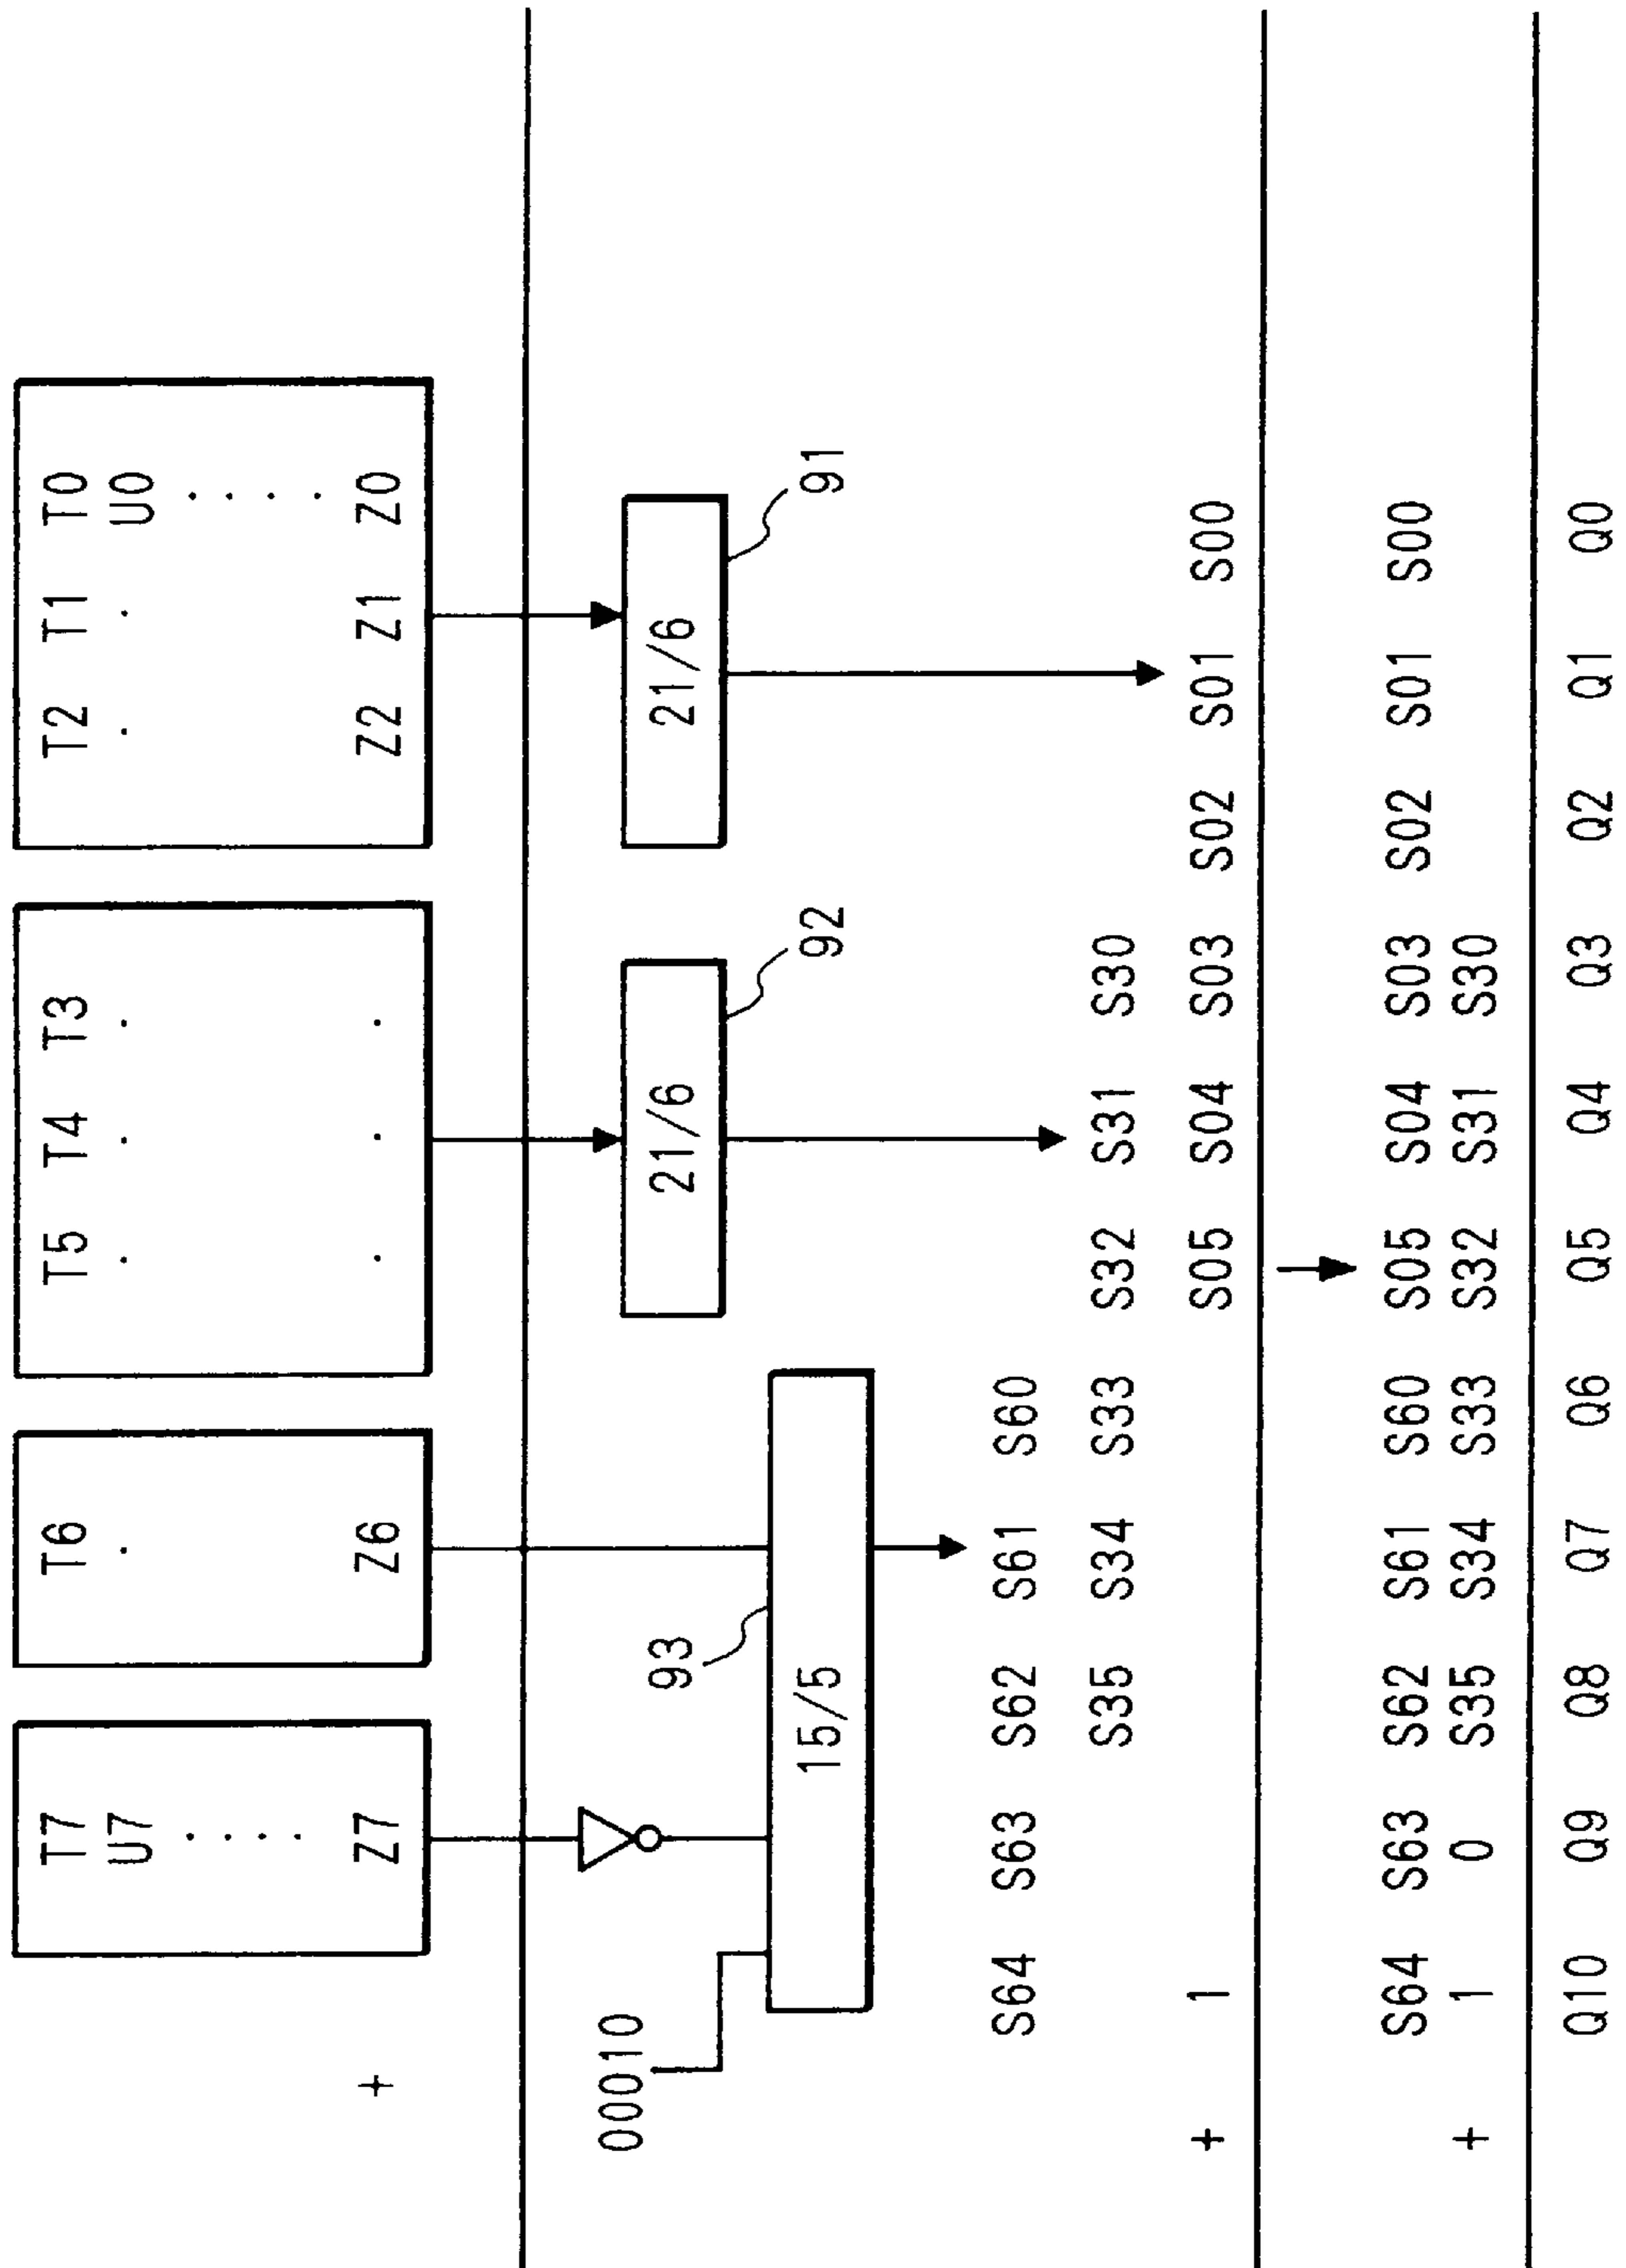 T7 T6 T5 T4 T3 T2 T1 T0
U7 . . . . . . U0
. . . . . . . .
+ Z7 Z6 . . . Z2 Z1 Z0
00010
93 21/6 21/6
15/5 92 91
S64 S63 S62 S61 S60
S35 S34 S33 S32 S31 S30
+ 1 S05 S04 S03 S02 S01 S00
S64 S63 S62 S61 S60 S05 S04 S03 S02 S01 S00
+ 1 0 S35 S34 S33 S32 S31 S30
Q10 Q9 Q8 Q7 Q6 Q5 Q4 Q3 Q2 Q1 Q0